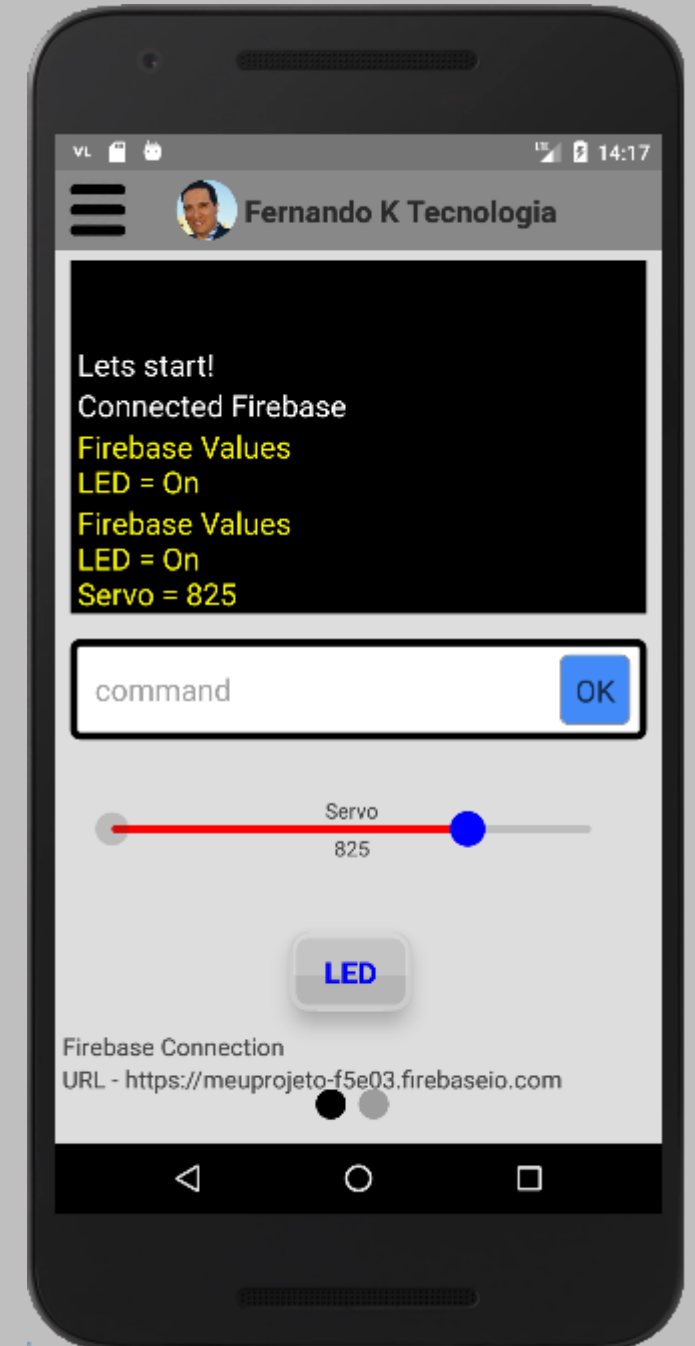 VL LTE 14:17
Fernando K Tecnologia
Lets start!
Connected Firebase
Firebase Values
LED = On
Firebase Values
LED = On
Servo = 825
command OK
Servo
825
LED
Firebase Connection
URL - https://meuprojeto-f5e03.firebaseio.com